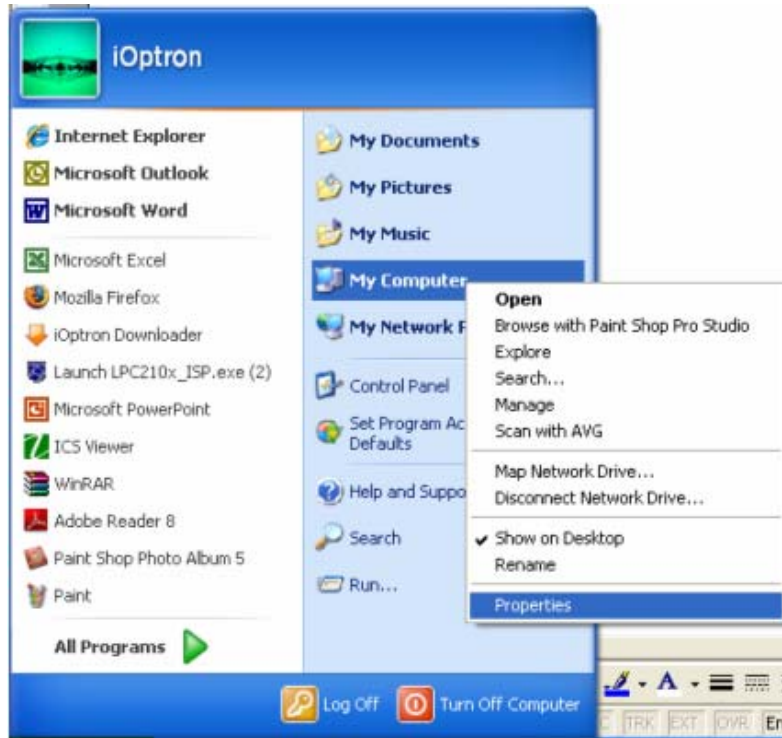 iOptron
Internet Explorer
Microsoft Outlook
Microsoft Word
Microsoft Excel
Mozilla Firefox
iOptron Downloader
Launch LPC210x_ISP.exe (2)
Microsoft PowerPoint
ICS Viewer
WinRAR
Adobe Reader 8
Paint Shop Photo Album 5
Paint
All Programs
My Documents
My Pictures
My Music
My Computer
My Network
Control Panel
Set Program
Defaults
Help and
Search
Run...
Open
Browse with Paint Shop Pro Studio
Explore
Search...
Manage
Scan with AVG
Map Network Drive...
Disconnect Network Drive...
Show on Desktop
Rename
Properties
Log Off
Turn Off Computer
TRK EXT OVR